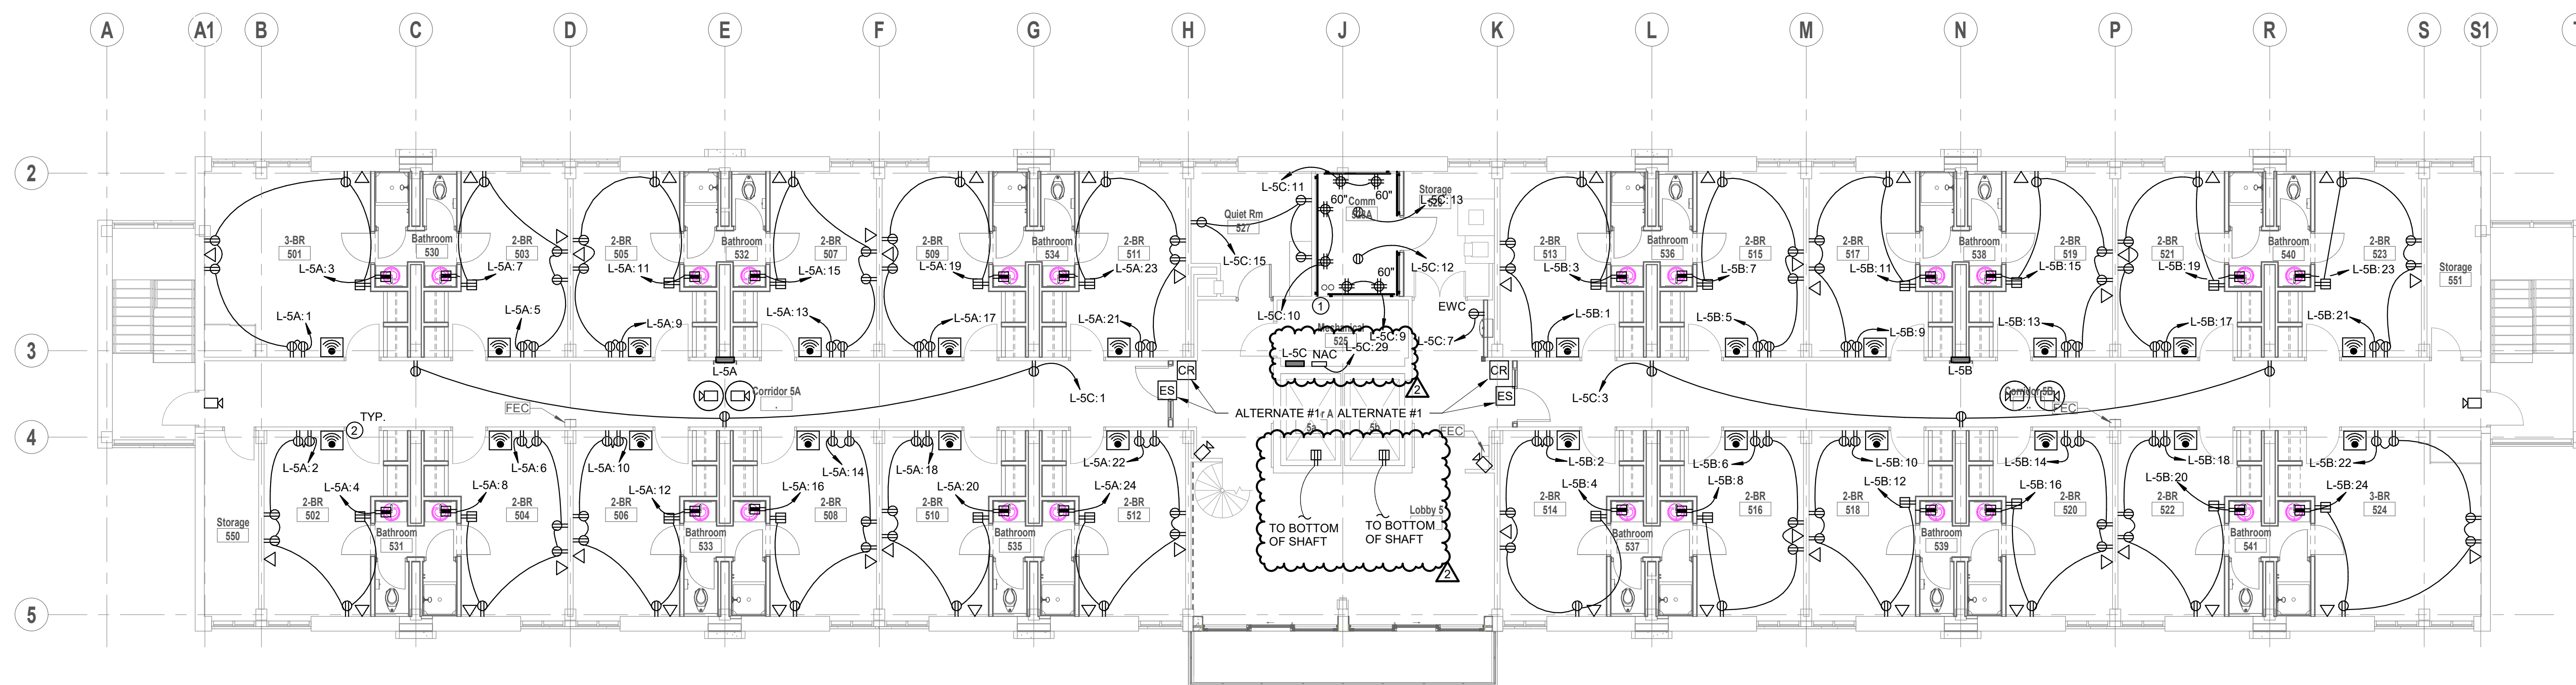 A
A1
B
C
D
E
F
G
H
J
K
L
M
N
P
R
S
S1
2
L-5C: 11
60"
60"
Storage
L-5C: 13
Comm
Quiet Rm
527
3-BR
501
Bathroom
530
2-BR
503
2-BR
505
Bathroom
532
2-BR
507
2-BR
509
Bathroom
534
2-BR
511
L-5C: 15
L-5C: 12
60"
2-BR
513
Bathroom
536
2-BR
515
2-BR
517
Bathroom
538
2-BR
519
2-BR
521
Bathroom
540
2-BR
523
Storage
551
L-5A: 3
L-5A: 7
L-5A: 11
L-5A: 15
L-5A: 19
L-5A: 23
L-5B: 3
L-5B: 7
L-5B: 11
L-5B: 15
L-5B: 19
L-5B: 23
L-5A: 1
L-5A: 5
L-5A: 9
L-5A: 13
L-5A: 17
L-5A: 21
L-5C: 10
1
EWC
L-5B: 1
L-5B: 5
L-5B: 9
L-5B: 13
L-5B: 17
L-5B: 21
Mechanical
525
L-5C: 9
L-5C: 7
3
L-5C
NAC
L-5C: 29
L-5A
L-5B
CR
CR
2
ES
ES
Corridor 5A
L-5C: 1
L-5C: 3
Corridor 5B
FEC
FEC
ALTERNATE #1
ALTERNATE #1
TYP.
2
4
5a
5b
FEC
L-5A: 2
L-5A: 6
L-5A: 10
L-5A: 14
L-5A: 18
L-5A: 22
L-5B: 2
L-5B: 6
L-5B: 10
L-5B: 14
L-5B: 18
L-5B: 22
L-5A: 4
L-5A: 8
L-5A: 12
L-5A: 16
L-5A: 20
L-5A: 24
L-5B: 4
L-5B: 8
L-5B: 12
L-5B: 16
L-5B: 20
L-5B: 24
Storage
550
2-BR
502
2-BR
504
2-BR
506
2-BR
508
2-BR
510
2-BR
512
Lobby 5
2-BR
514
2-BR
516
2-BR
518
2-BR
520
2-BR
522
3-BR
524
Bathroom
531
Bathroom
533
Bathroom
535
TO BOTTOM
OF SHAFT
TO BOTTOM
OF SHAFT
Bathroom
537
Bathroom
539
Bathroom
541
2
5